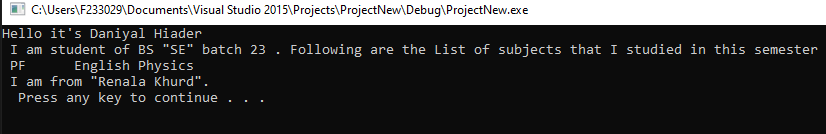 C:\Users\F233029\Documents\Visual Studio 2015\Projects\ProjectNew\Debug\ProjectNew.exe
Hello it's Daniyal Hiader
I am student of BS "SE" batch 23 . Following are the List of subjects that I studied in this semester
PF English Physics
I am from "Renala Khurd".
Press any key to continue . . .